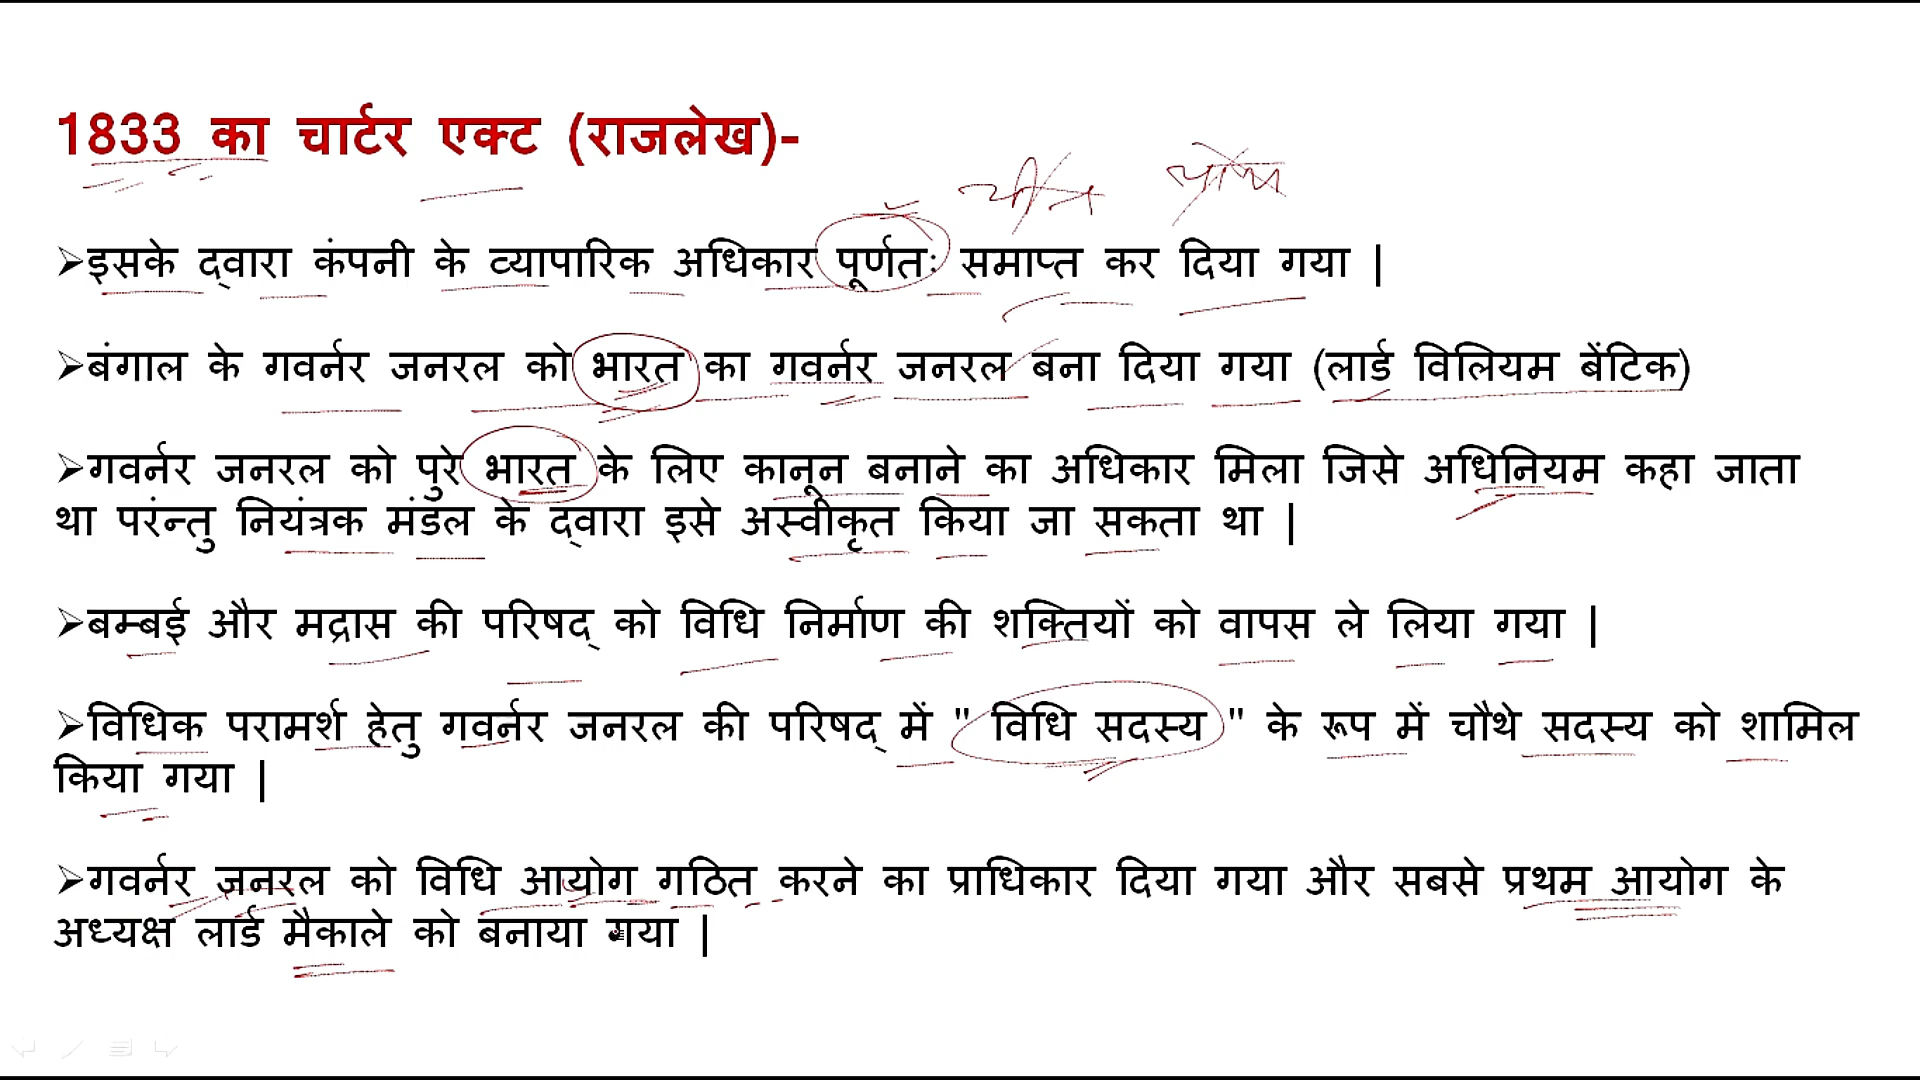 1833 का चार्टर एक्ट (राजलेख)-
➢इसके द्वारा कंपनी के व्यापारिक अधिकार पूर्णतः समाप्त कर दिया गया |
➢बंगाल के गवर्नर जनरल को भारत का गवर्नर जनरल बना दिया गया (लार्ड विलियम बेंटिक)
➢गवर्नर जनरल को पुरे भारत के लिए कानून बनाने का अधिकार मिला जिसे अधिनियम कहा जाता
था परंन्तु नियंत्रक मंडल के द्वारा इसे अस्वीकृत किया जा सकता था |
➢बम्बई और मद्रास की परिषद् को विधि निर्माण की शक्तियों को वापस ले लिया गया |
➢विधिक परामर्श हेतु गवर्नर जनरल की परिषद् में " विधि सदस्य " के रूप में चौथे सदस्य को शामिल
किया गया |
➢गवर्नर जनरल को विधि आयोग गठित करने का प्राधिकार दिया गया और सबसे प्रथम आयोग के
अध्यक्ष लार्ड मैकाले को बनाया गया |